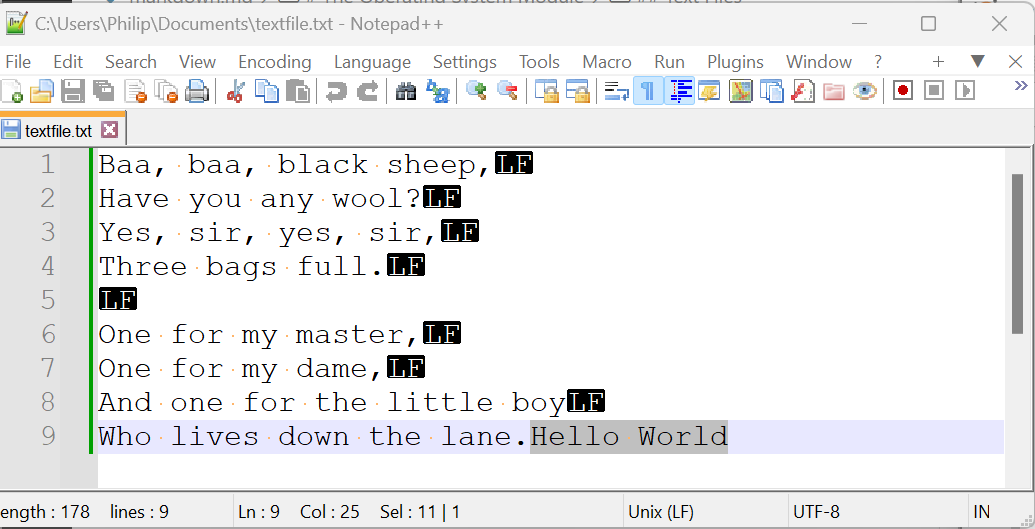 C:\Users\Philip\Documents\textfile.txt - Notepad++
File Edit Search View Encoding Language Settings Tools Macro Run Plugins Window ? + ▼ X
textfile.txt
1 Baa, baa, black sheep,LF
2 Have you any wool?LF
3 Yes, sir, yes, sir,LF
4 Three bags full.LF
5 LF
6 One for my master,LF
7 One for my dame,LF
8 And one for the little boyLF
9 Who lives down the lane.Hello World
ength : 178 lines : 9 Ln : 9 Col : 25 Sel : 11 | 1 Unix (LF) UTF-8 IN